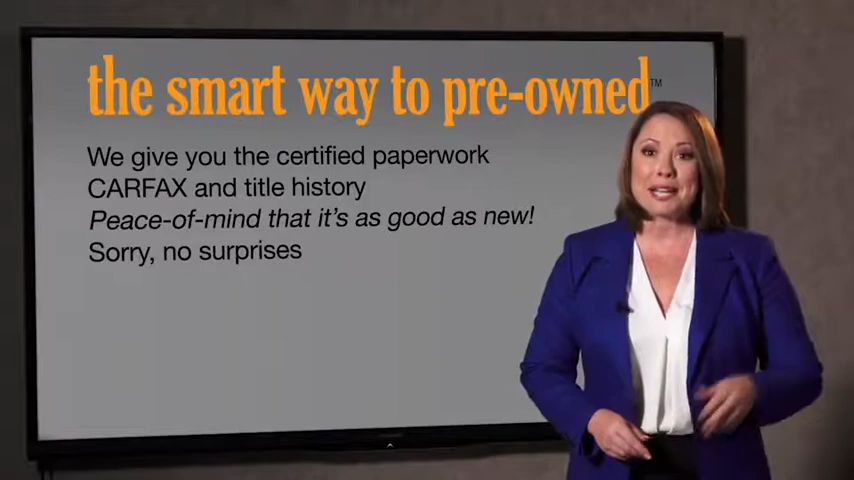 the smart way to pre-owned™
We give you the certified paperwork
CARFAX and title history
Peace-of-mind that it's as good as new!
Sorry, no surprises